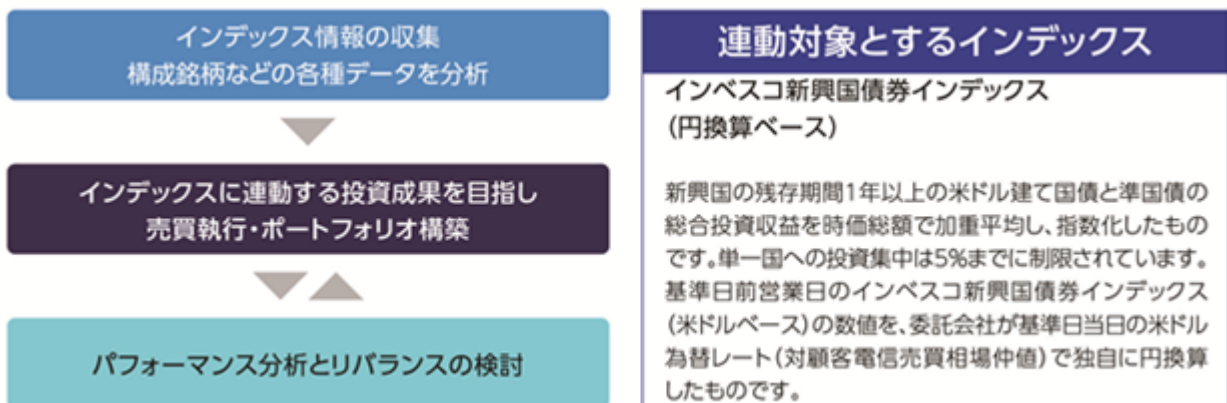 インデックス情報の収集
構成銘柄などの各種データを分析
インデックスに連動する投資成果を目指し
売買執行・ポートフォリオ構築
パフォーマンス分析とリバランスの検討
連動対象とするインデックス
インベスコ新興国債券インデックス
(円換算ベース)
新興国の残存期間1年以上の米ドル建て国債と準国債の
総合投資収益を時価総額で加重平均し、指数化したもの
です。単一国への投資集中は5%までに制限されています。
基準日前営業日のインベスコ新興国債券インデックス
(米ドルベース)の数値を、委託会社が基準日当日の米ドル
為替レート(対顧客電信売買相場仲値)で独自に円換算
したものです。